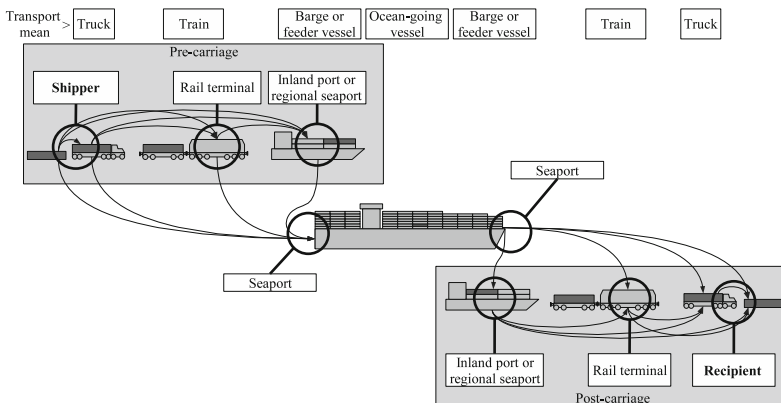 Transport mean > Truck Train Barge or feeder vessel Ocean-going vessel Barge or feeder vessel Train Truck
Pre-carriage
Shipper
Rail terminal
Inland port or
regional seaport
Seaport
Seaport
Inland port or
regional seaport
Rail terminal
Recipient
Post-carriage